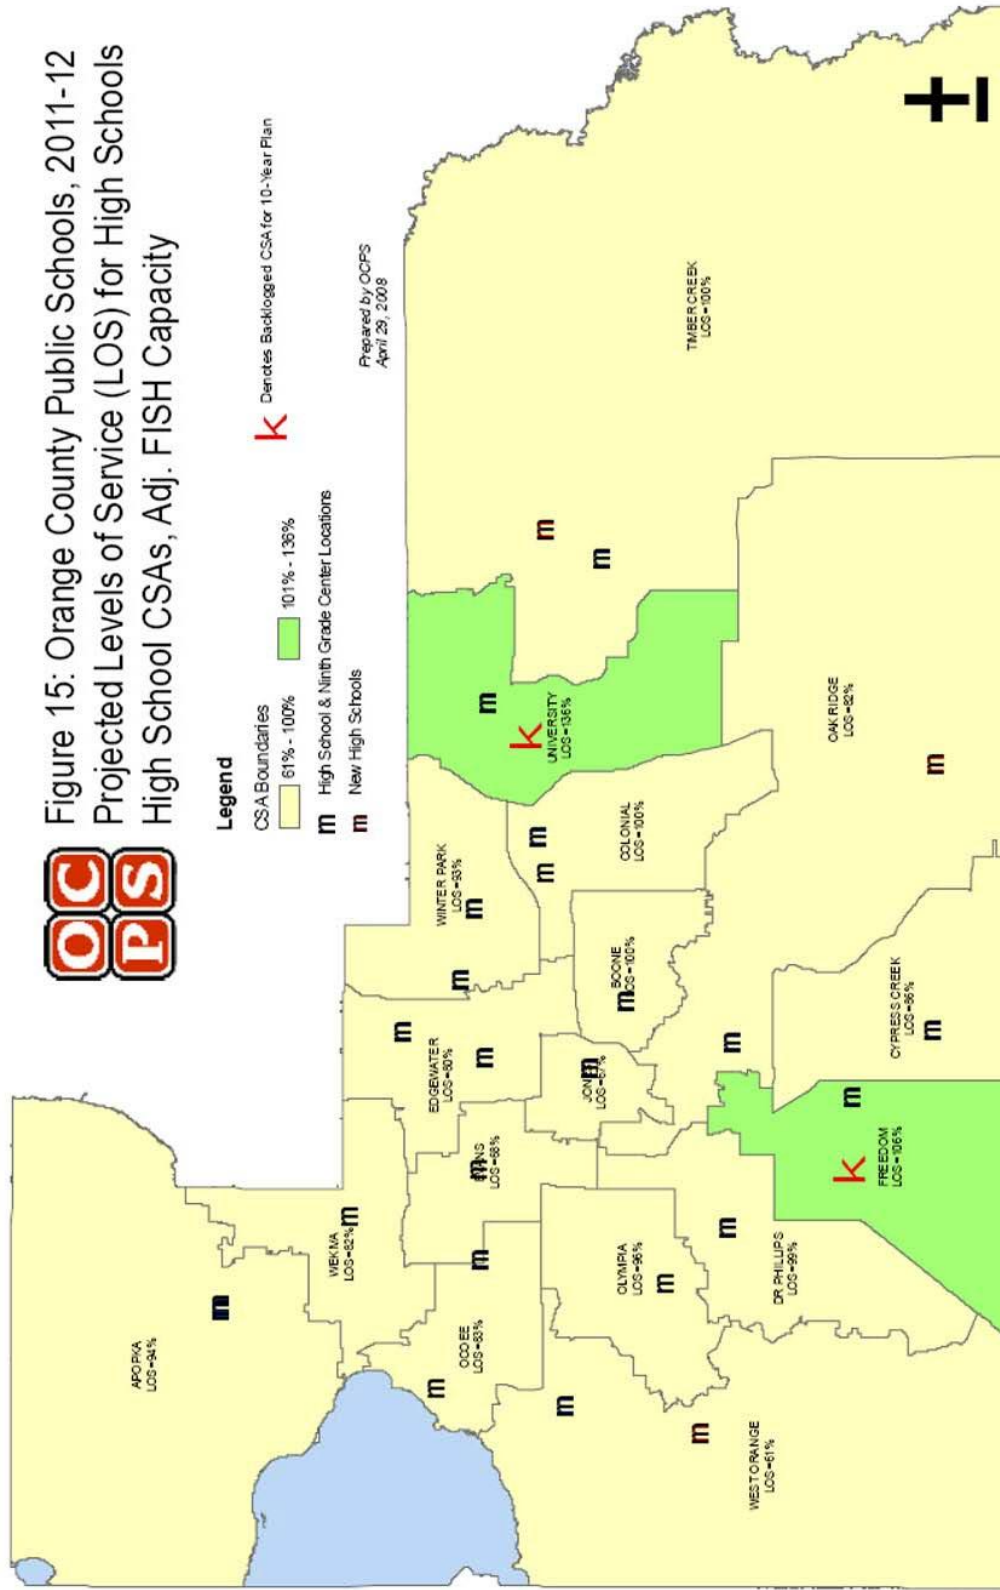 OC
PS
Figure 15: Orange County Public Schools, 2011-12
Projected Levels of Service (LOS) for High Schools
High School CSAs, Adj. FISH Capacity
Legend
CSA Boundaries
61% - 100%
101% - 136%
m High School & Ninth Grade Center Locations
m New High Schools
k Denotes Backlogged CSA for 10-Year Plan
Prepared by OCPS
April 29, 2008
APOPKA
LOS=94%
m
WEKIVA
LOS=82%
m
OCOEE
LOS=83%
m
m
m
LOS=68%
EDGEWATER
LOS=80%
m
m
WINTER PARK
LOS=93%
m
m
UNIVERSITY
LOS=136%
k
m
TIMBER CREEK
LOS=100%
m
m
COLONIAL
LOS=100%
m
m
BOONE
LOS=100%
m
m
OLYMPIA
LOS=96%
m
WEST ORANGE
LOS=61%
m
m
DR PHILLIPS
LOS=99%
m
FREEDOM
LOS=106%
k
m
CYPRESS CREEK
LOS=86%
m
OAK RIDGE
LOS=82%
m
m